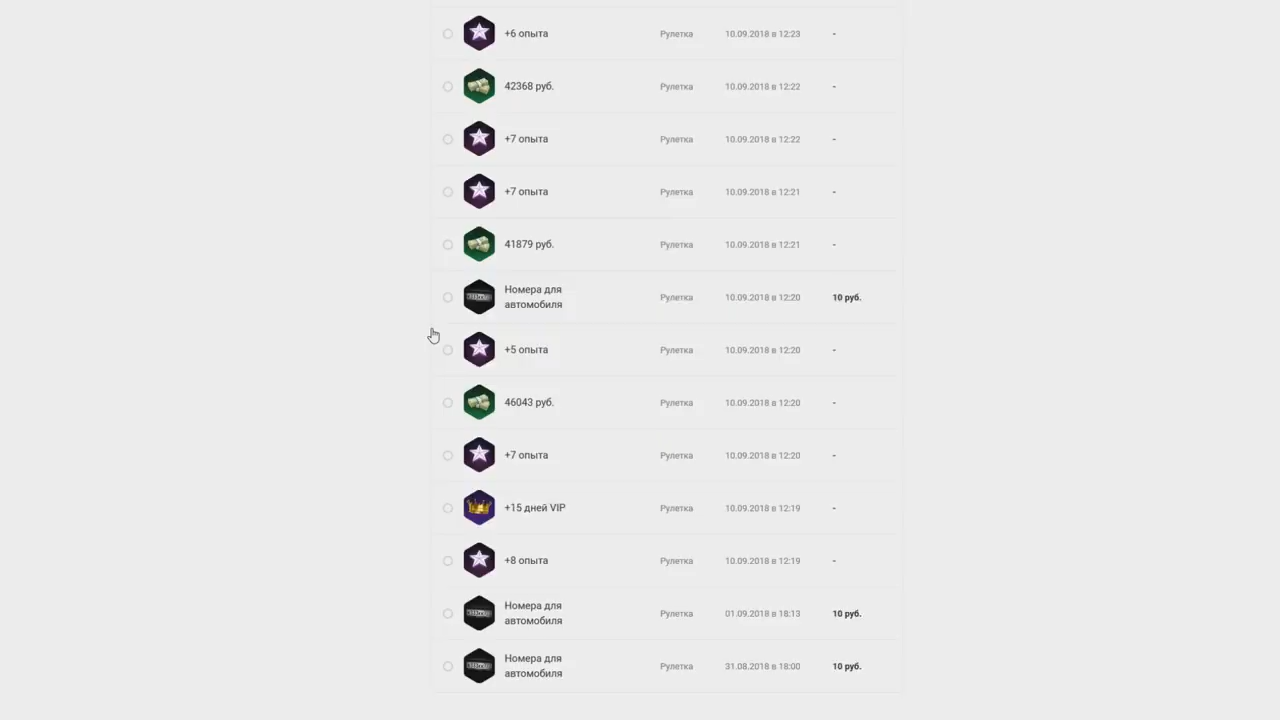 +6 опыта Рулетка 10.09.2018 в 12:23 -
42368 руб. Рулетка 10.09.2018 в 12:22 -
+7 опыта Рулетка 10.09.2018 в 12:22 -
+7 опыта Рулетка 10.09.2018 в 12:21 -
41879 руб. Рулетка 10.09.2018 в 12:21 -
Номера для
автомобиля Рулетка 10.09.2018 в 12:20 10 руб.
+5 опыта Рулетка 10.09.2018 в 12:20 -
46043 руб. Рулетка 10.09.2018 в 12:20 -
+7 опыта Рулетка 10.09.2018 в 12:20 -
+15 дней VIP Рулетка 10.09.2018 в 12:19 -
+8 опыта Рулетка 10.09.2018 в 12:19 -
Номера для
автомобиля Рулетка 01.09.2018 в 18:13 10 руб.
Номера для
автомобиля Рулетка 31.08.2018 в 18:00 10 руб.